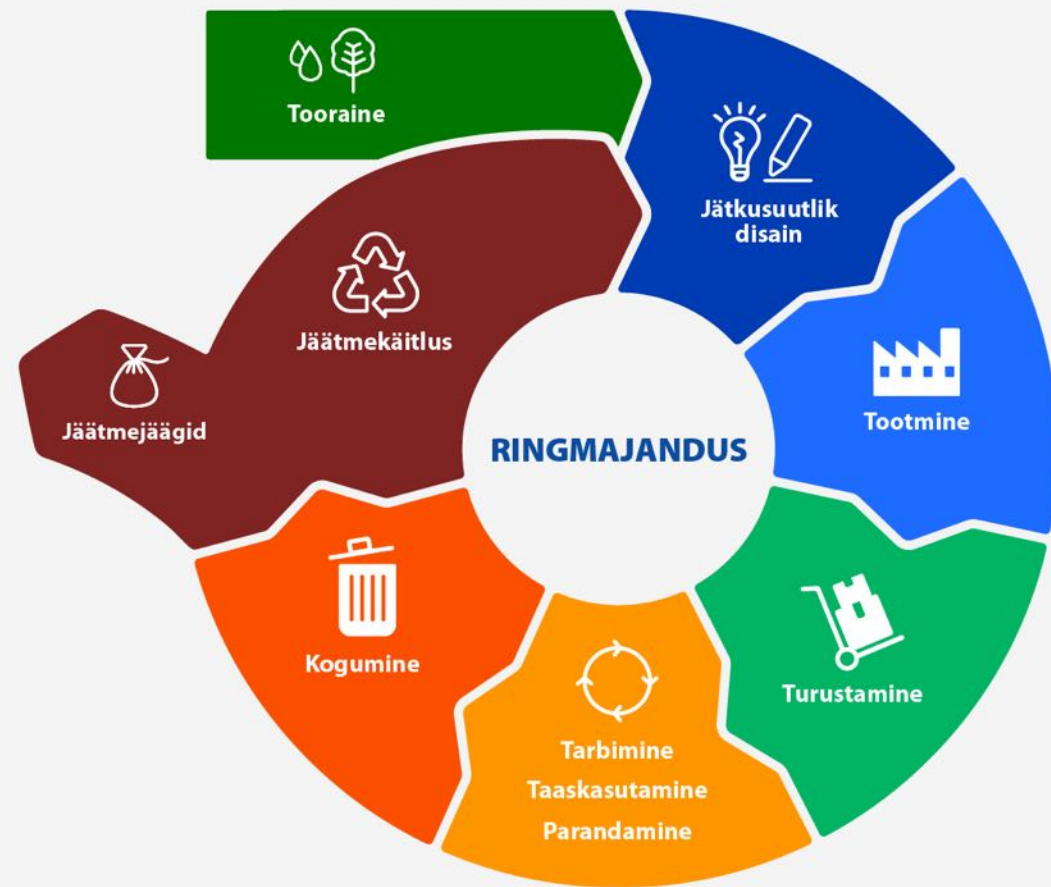 Tooraine
Jätkusuutlik
disain
Tootmine
Turustamine
Tarbimine
Taaskasutamine
Parandamine
Kogumine
Jäätmekäitlus
Jäätmejäägid
RINGMAJANDUS